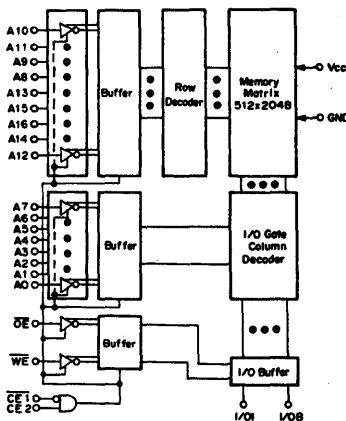 A10
A11
A9
A8
A13
A15
A16
A14
A12
Buffer
Row
Decoder
Memory
Matrix
512x2048
Vcc
GND
A7
A6
A5
A4
A3
A2
A1
A0
Buffer
I/O Gate
Column
Decoder
OE
WE
Buffer
I/O Buffer
CE1
CE2
I/O1
I/O8